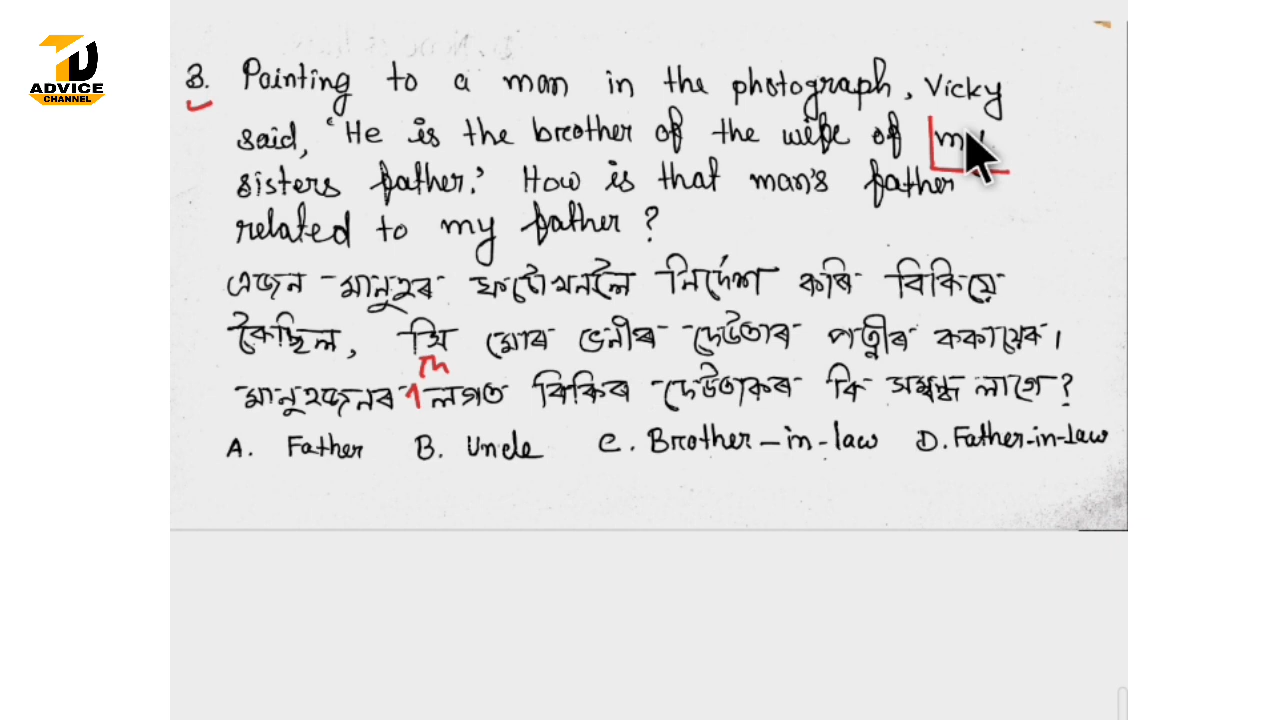 TD
ADVICE
CHANNEL
3. Pointing to a man in the photograph, Vicky
said, 'He is the brother of the wife of my
sisters father.' How is that man's father
related to my father?
এজন মানুহৰ ফটোখনলৈ নিৰ্দেশ কৰি বিকিয়ে
কৈছিল, সি মোৰ ভনীৰ দেউতাৰ পত্নীৰ ককায়েক।
মানুহজনৰ লগত বিকিৰ দেউতাকৰ কি সম্বন্ধ লাগে?
A. Father B. Uncle C. Brother-in-law D. Father-in-law